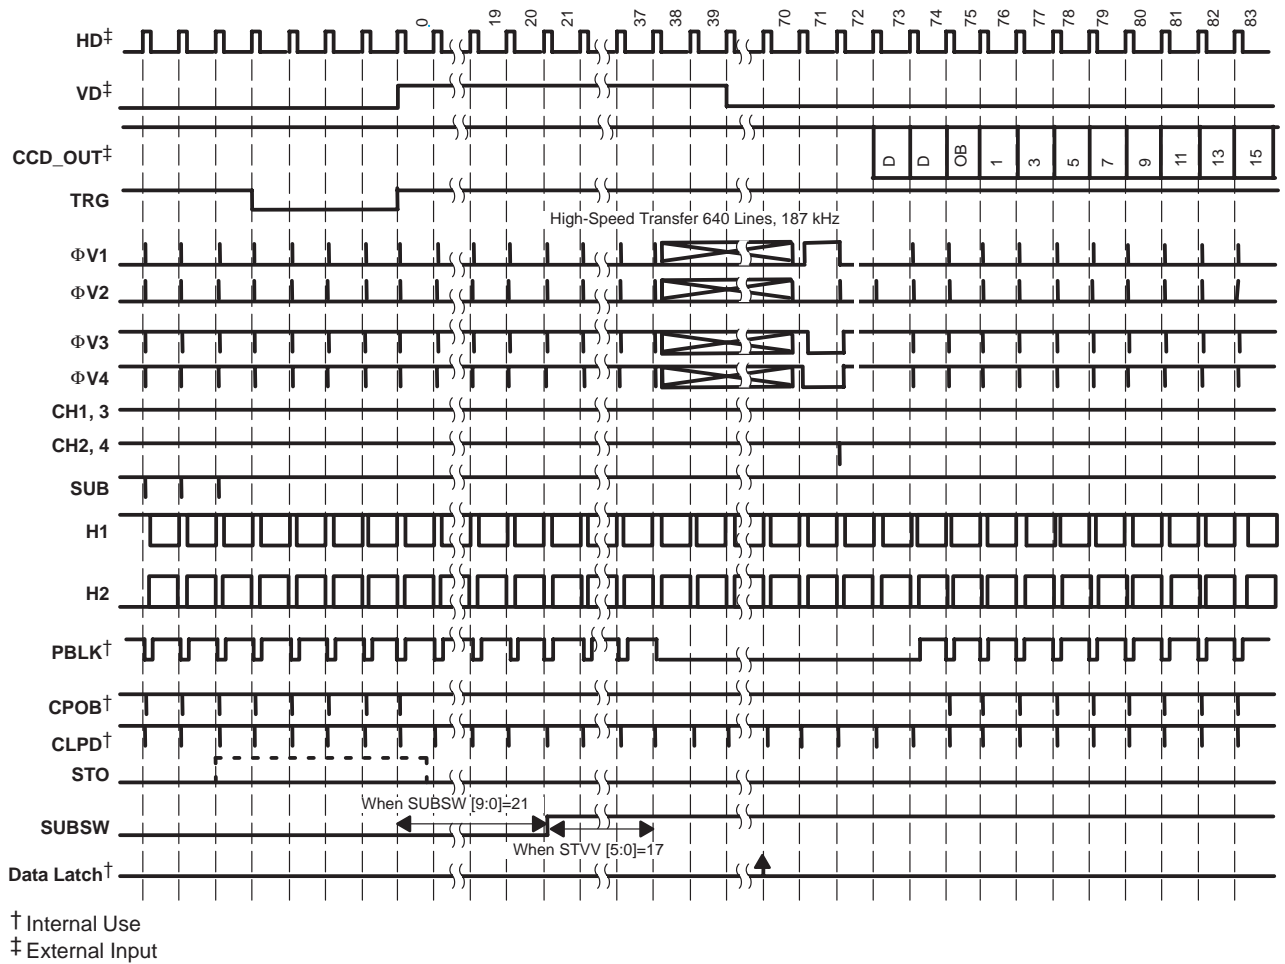 0 19 20 21 37 38 39 70 71 72 73 74 75 76 77 78 79 80 81 82 83
HD‡
VD‡
CCD_OUT‡ D D OB 1 3 5 7 9 11 13 15
TRG
High-Speed Transfer 640 Lines, 187 kHz
ΦV1
ΦV2
ΦV3
ΦV4
CH1, 3
CH2, 4
SUB
H1
H2
PBLK†
CPOB†
CLPD†
STO
When SUBSW [9:0]=21
SUBSW
When STVV [5:0]=17
Data Latch†
† Internal Use
‡ External Input